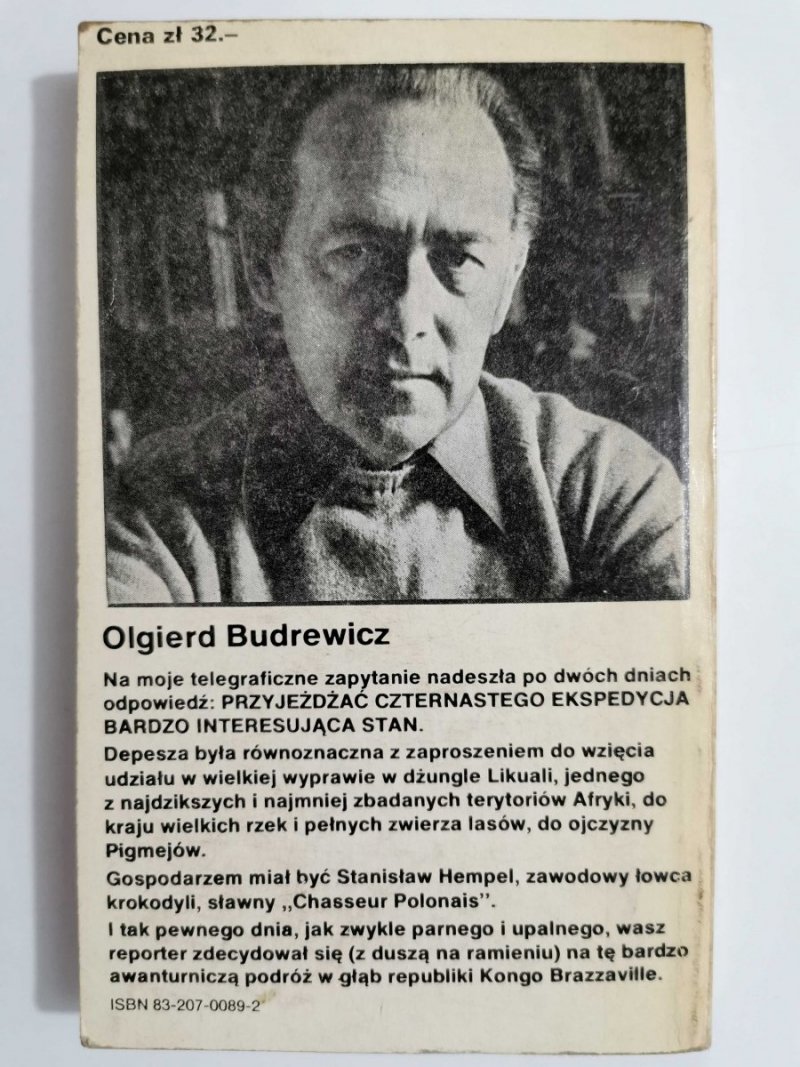 Cena zł 32.–
Olgierd Budrewicz
Na moje telegraficzne zapytanie nadeszła po dwóch dniach
odpowiedź: PRZYJEŻDŻAĆ CZTERNASTEGO EKSPEDYCJA
BARDZO INTERESUJĄCA STAN.
Depesza była równoznaczna z zaproszeniem do wzięcia
udziału w wielkiej wyprawie w dżungle Likuali, jednego
z najdzikszych i najmniej zbadanych terytoriów Afryki, do
kraju wielkich rzek i pełnych zwierza lasów, do ojczyzny
Pigmejów.
Gospodarzem miał być Stanisław Hempel, zawodowy łowca
krokodyli, sławny „Chasseur Polonais”.
I tak pewnego dnia, jak zwykle parnego i upalnego, wasz
reporter zdecydował się (z duszą na ramieniu) na tę bardzo
awanturniczą podróż w głąb republiki Kongo Brazzaville.
ISBN 83-207-0089-2